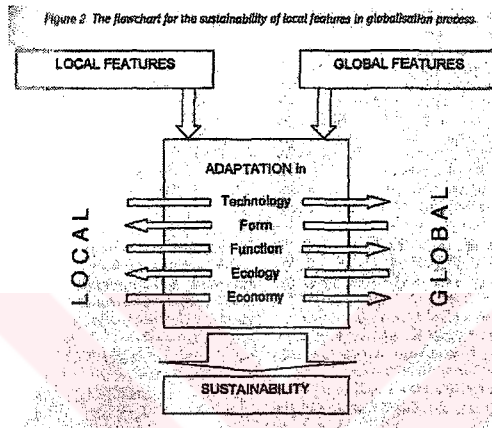 Figure 2 The flowchart for the sustainability of local features in globalisation process.
LOCAL FEATURES
GLOBAL FEATURES
ADAPTATION in
Technology
Form
Function
Ecology
Economy
LOCAL
GLOBAL
SUSTAINABILITY